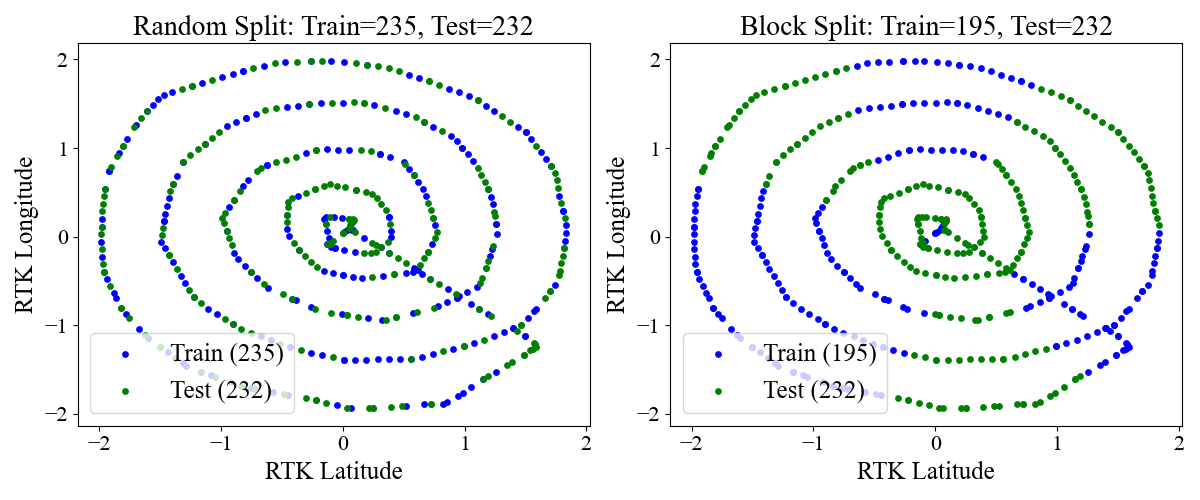 Random Split: Train=235, Test=232
RTK Longitude
2
1
0
−1
−2
Train (235)
Test (232)
−2
−1
0
1
2
RTK Latitude
Block Split: Train=195, Test=232
RTK Longitude
2
1
0
−1
−2
Train (195)
Test (232)
−2
−1
0
1
2
RTK Latitude